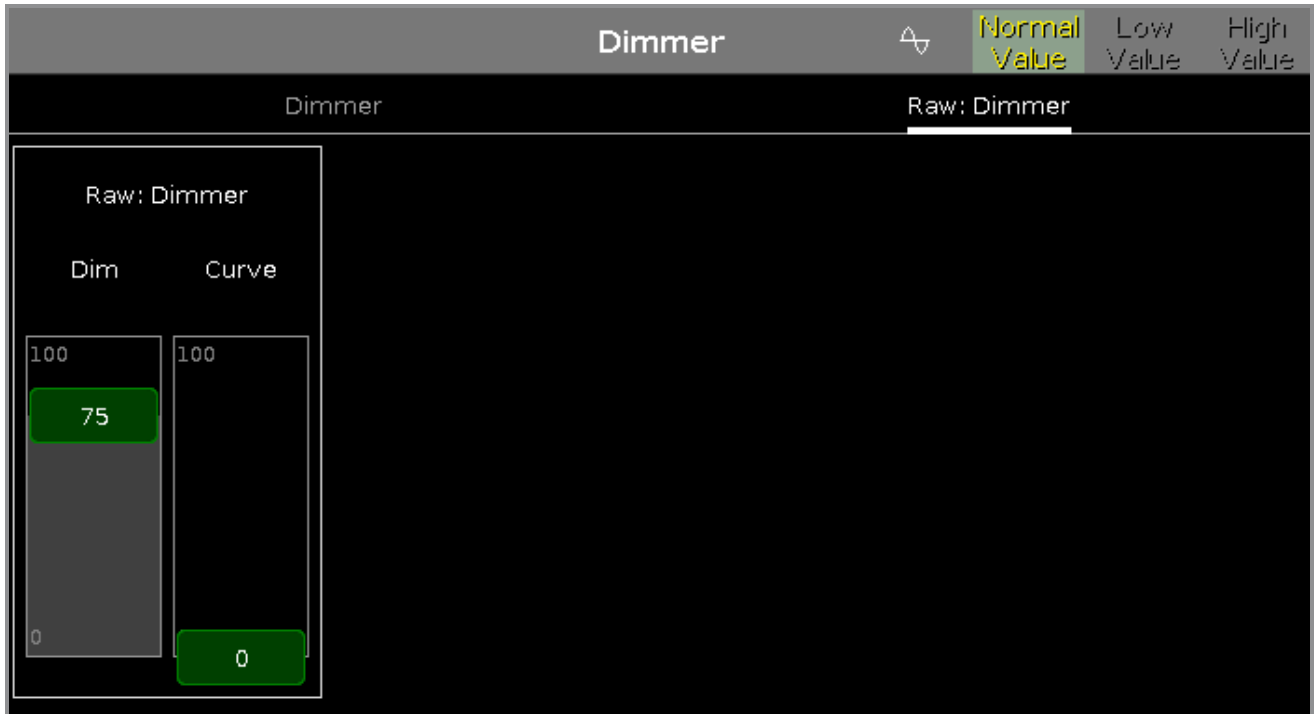 Dimmer
Normal Value
Low Value
High Value
Dimmer
Raw: Dimmer
Raw: Dimmer
Dim
Curve
100
100
75
0
0